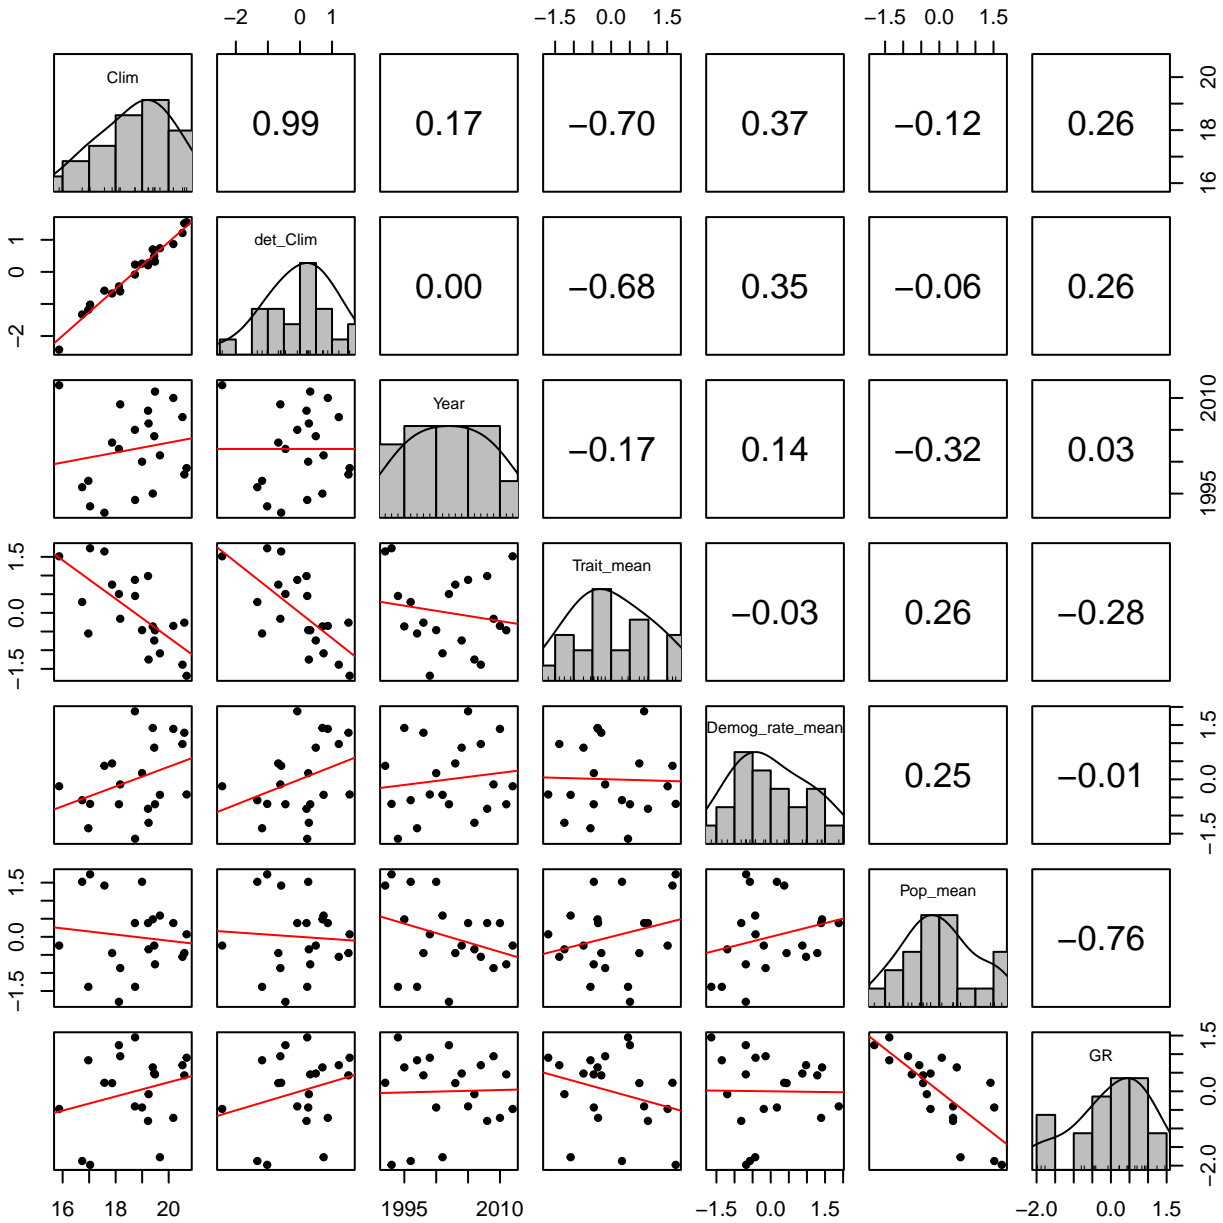 −2 0 1 −1.5 0.0 1.5 −1.5 0.0 1.5
Clim 0.99 0.17 −0.70 0.37 −0.12 0.26 16 18 20
−2 0 1 det_Clim 0.00 −0.68 0.35 −0.06 0.26
Year −0.17 0.14 −0.32 0.03 1995 2010
−1.5 0.0 1.5 Trait_mean −0.03 0.26 −0.28
Demog_rate_mean 0.25 −0.01 −1.5 0.0 1.5
−1.5 0.0 1.5 Pop_mean −0.76
GR −2.0 0.0 1.5
16 18 20 1995 2010 −1.5 0.0 1.5 −2.0 0.0 1.5